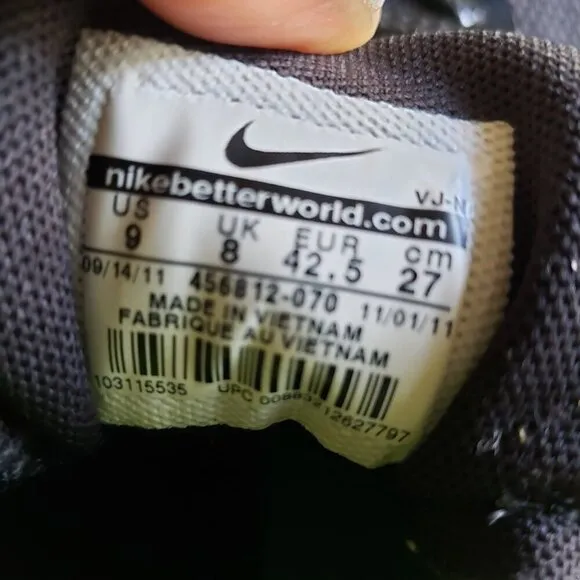 VJ-N
nikebetterworld.com
US UK EUR cm
9 8 42.5 27
09/14/11 456812-070 11/01/11
MADE IN VIETNAM
FABRIQUE AU VIETNAM
103115535 UPC 00883212627797